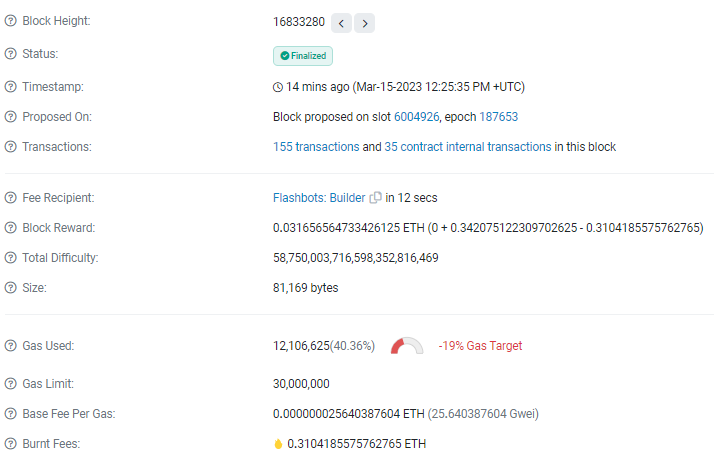 Block Height: 16833280
Status: Finalized
Timestamp: 14 mins ago (Mar-15-2023 12:25:35 PM +UTC)
Proposed On: Block proposed on slot 6004926, epoch 187653
Transactions: 155 transactions and 35 contract internal transactions in this block
Fee Recipient: Flashbots: Builder in 12 secs
Block Reward: 0.031656564733426125 ETH (0 + 0.342075122309702625 - 0.3104185575762765)
Total Difficulty: 58,750,003,716,598,352,816,469
Size: 81,169 bytes
Gas Used: 12,106,625(40.36%) -19% Gas Target
Gas Limit: 30,000,000
Base Fee Per Gas: 0.000000025640387604 ETH (25.640387604 Gwei)
Burnt Fees: 0.3104185575762765 ETH